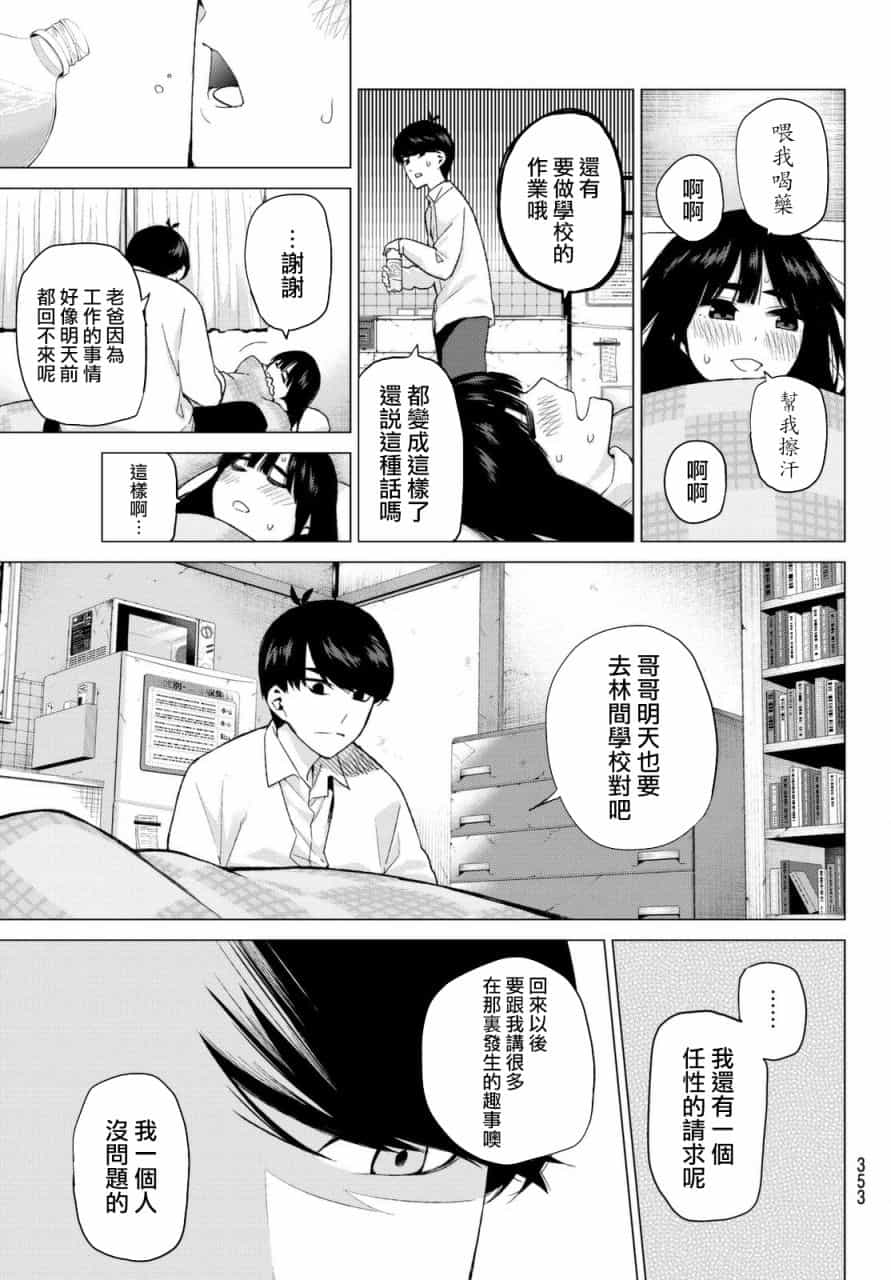 喂我喝藥
啊啊
幫我擦汗
啊啊
還有
要做學校的
作業哦
都變成這樣了
還说這種話嗎
…謝謝
老爸因為
工作的事情
好像明天前
都回不來呢
這樣啊…
哥哥明天也要
去林間學校對吧
……
我還有一個
任性的請求呢
回來以後
要跟我講很多
在那裏發生的趣事噢
我一個人
沒問題的
353